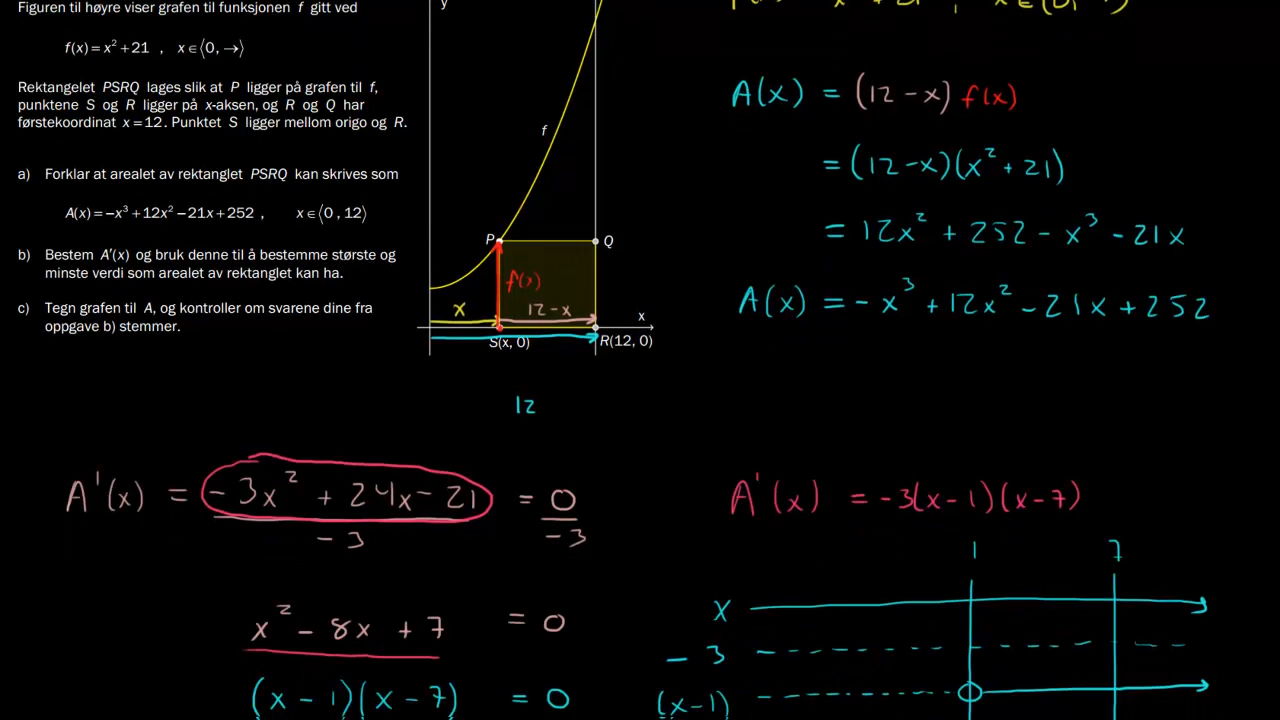 Figuren til høyre viser grafen til funksjonen f gitt ved
f(x) = x² + 21 , x ∈ ⟨0, →⟩
Rektangelet PSRQ lages slik at P ligger på grafen til f,
punktene S og R ligger på x-aksen, og R og Q har
førstekoordinat x = 12. Punktet S ligger mellom origo og R.
a) Forklar at arealet av rektanglet PSRQ kan skrives som
A(x) = −x³ + 12x² − 21x + 252 , x ∈ ⟨0 , 12⟩
b) Bestem A′(x) og bruk denne til å bestemme største og
minste verdi som arealet av rektanglet kan ha.
c) Tegn grafen til A, og kontroller om svarene dine fra
oppgave b) stemmer.
y
f
P
Q
f(x)
x
12 − x
x
S(x, 0)
R(12, 0)
12
A(x) = (12 − x) f(x)
= (12 − x)(x² + 21)
= 12x² + 252 − x³ − 21x
A(x) = − x³ + 12x² − 21x + 252
A'(x) = − 3x² + 24x − 21 = 0
− 3 − 3
x² − 8x + 7 = 0
(x − 1)(x − 7) = 0
A'(x) = −3(x − 1)(x − 7)
1 7
x
− 3
(x − 1)